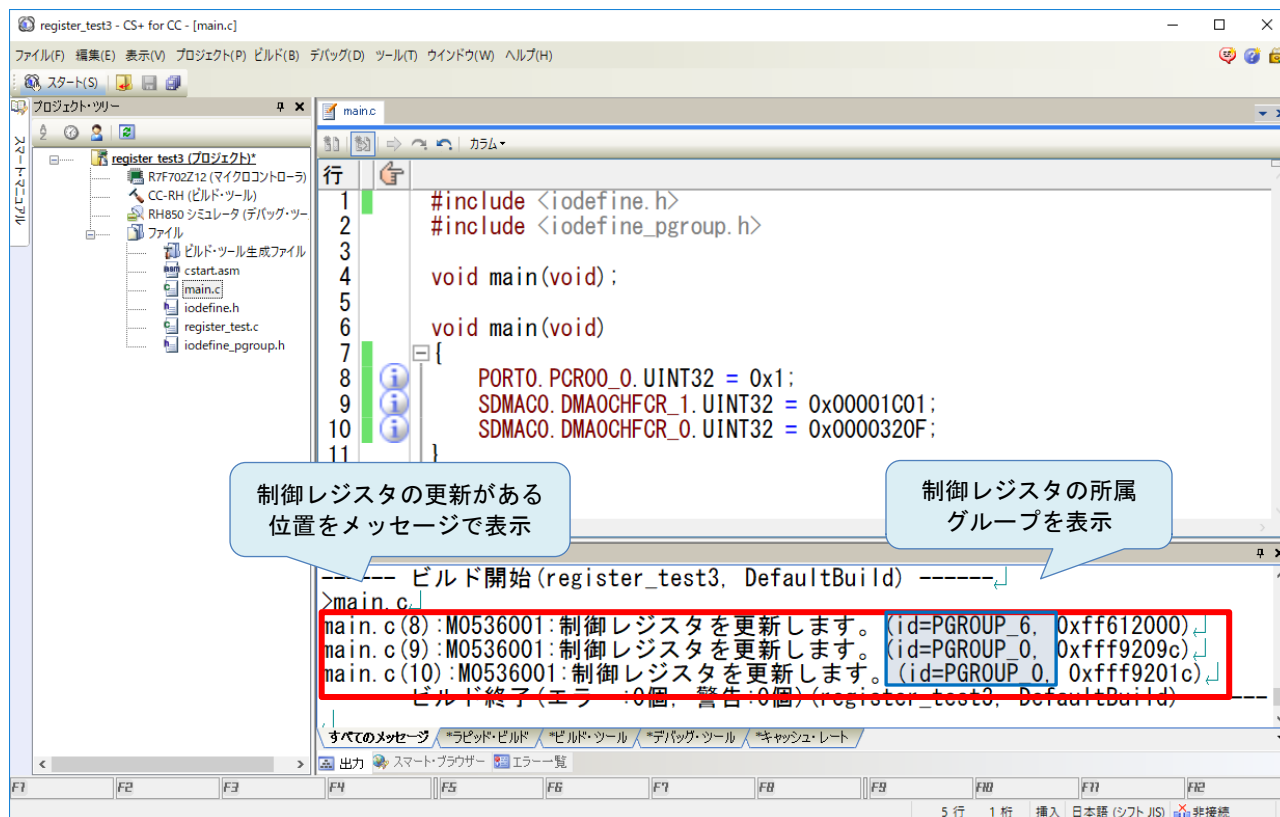 register_test3 - CS+ for CC - [main.c]
ファイル(F) 編集(E) 表示(V) プロジェクト(P) ビルド(B) デバッグ(D) ツール(T) ウインドウ(W) ヘルプ(H)
スタート(S)
プロジェクト・ツリー
スマート・マニュアル
register_test3 (プロジェクト)*
R7F702Z12 (マイクロコントローラ)
CC-RH (ビルド・ツール)
RH850 シミュレータ (デバッグ・ツー
ファイル
ビルド・ツール生成ファイル
cstart.asm
main.c
iodefine.h
register_test.c
iodefine_pgroup.h
main.c
カラム
行
1 #include <iodefine.h>
2 #include <iodefine_pgroup.h>
3
4 void main(void);
5
6 void main(void)
7 {
8 PORT0.PCR00_0.UINT32 = 0x1;
9 SDMAC0.DMA0CHFCR_1.UINT32 = 0x00001C01;
10 SDMAC0.DMA0CHFCR_0.UINT32 = 0x0000320F;
11 }
制御レジスタの更新がある
位置をメッセージで表示
制御レジスタの所属
グループを表示
------ ビルド開始(register_test3, DefaultBuild) ------
>main.c
main.c(8):M0536001:制御レジスタを更新します。(id=PGROUP_6, 0xff612000)
main.c(9):M0536001:制御レジスタを更新します。(id=PGROUP_0, 0xfff9209c)
main.c(10):M0536001:制御レジスタを更新します。(id=PGROUP_0, 0xfff9201c)
ビルド終了(エラー:0個, 警告:0個)(register_test3, DefaultBuild) ---
すべてのメッセージ *ラピッド・ビルド *ビルド・ツール *デバッグ・ツール *キャッシュ・レート
出力 スマート・ブラウザー エラー一覧
F1 F2 F3 F4 F5 F6 F7 F8 F9 F10 F11 F12
5 行 1 桁 挿入 日本語 (シフト JIS) 非接続